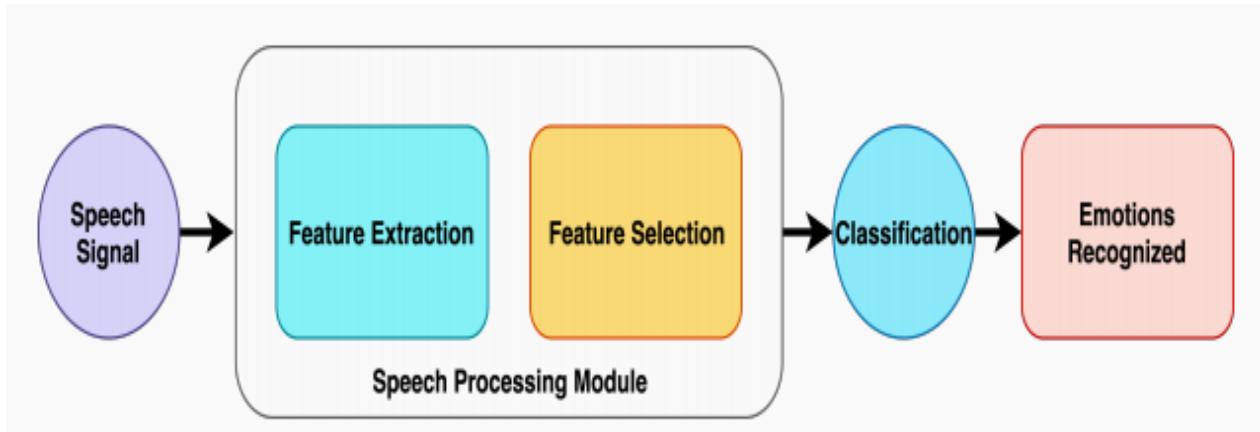 Speech
Signal
Feature Extraction
Feature Selection
Speech Processing Module
Classification
Emotions
Recognized